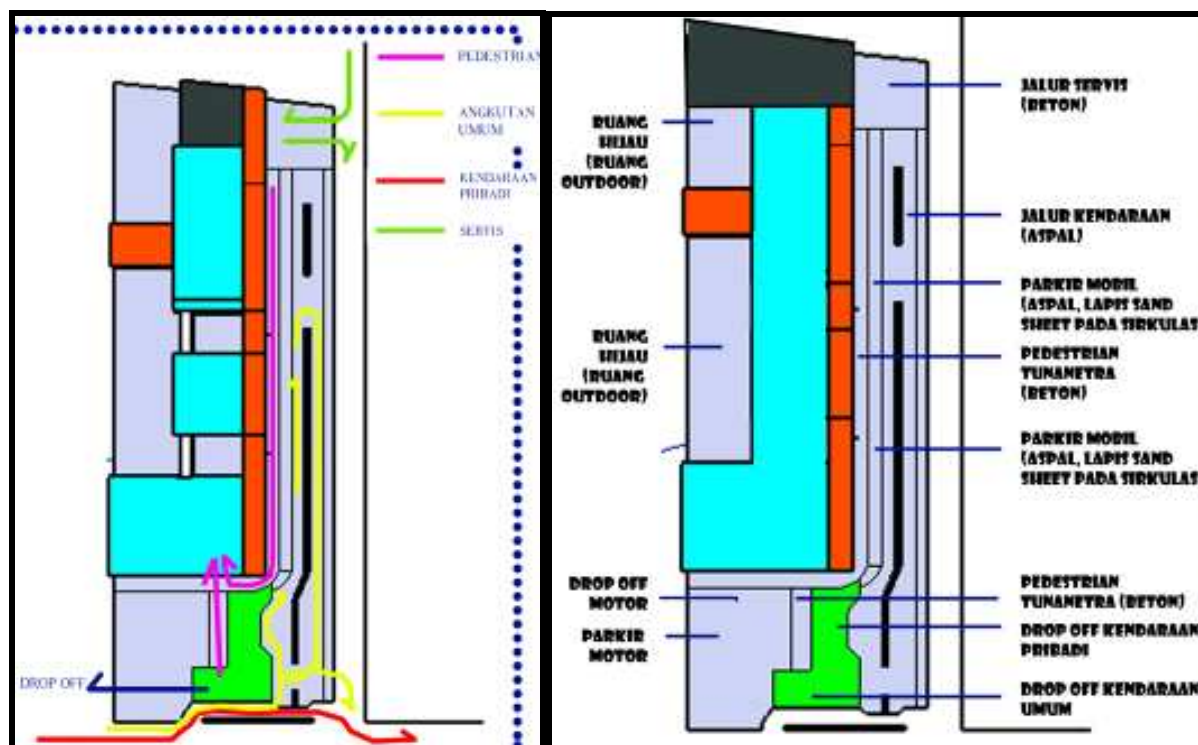 PEDESTRIAN
ANGKUTAN
UMUM
KENDARAAN
PRIBADI
SERVIS
DROP OFF
RUANG
HIJAU
(RUANG
OUTDOOR)
RUANG
HIJAU
(RUANG
OUTDOOR)
DROP OFF
MOTOR
PARKIR
MOTOR
JALUR SERVIS
(BETON)
JALUR KENDARAAN
(ASPAL)
PARKIR MOBIL
(ASPAL, LAPIS SAND
SHEET PADA SIRKULAS
PEDESTRIAN
TUNANETRA
(BETON)
PARKIR MOBIL
(ASPAL, LAPIS SAND
SHEET PADA SIRKULAS
PEDESTRIAN
TUNANETRA (BETON)
DROP OFF KENDARAAN
PRIBADI
DROP OFF KENDARAAN
UMUM